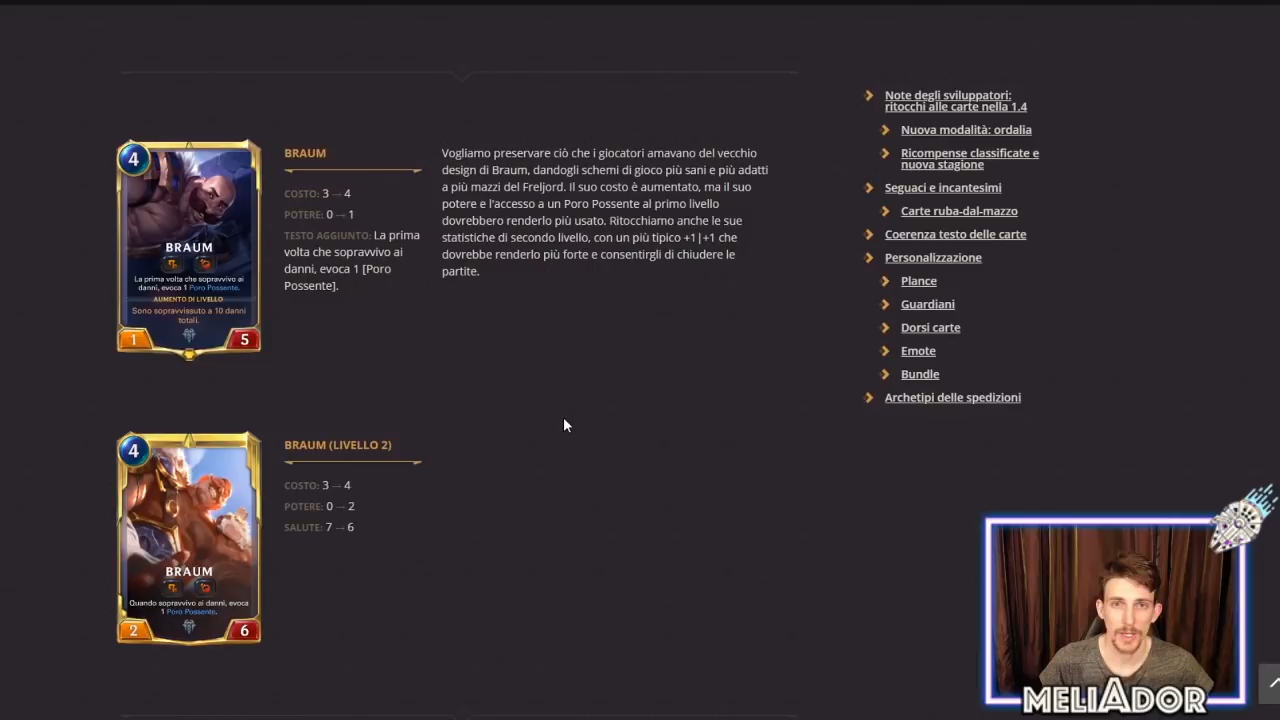 4
BRAUM
La prima volta che sopravvivo ai
danni, evoca 1 Poro Possente.
AUMENTO DI LIVELLO
Sono sopravvissuto a 10 danni
totali.
1
5
BRAUM
COSTO: 3 → 4
POTERE: 0 → 1
TESTO AGGIUNTO: La prima
volta che sopravvivo ai
danni, evoca 1 [Poro
Possente].
Vogliamo preservare ciò che i giocatori amavano del vecchio
design di Braum, dandogli schemi di gioco più sani e più adatti
a più mazzi del Freljord. Il suo costo è aumentato, ma il suo
potere e l'accesso a un Poro Possente al primo livello
dovrebbero renderlo più usato. Ritocchiamo anche le sue
statistiche di secondo livello, con un più tipico +1|+1 che
dovrebbe renderlo più forte e consentirgli di chiudere le
partite.
4
BRAUM
Quando sopravvivo ai danni, evoca
1 Poro Possente.
2
6
BRAUM (LIVELLO 2)
COSTO: 3 → 4
POTERE: 0 → 2
SALUTE: 7 → 6
Note degli sviluppatori:
ritocchi alle carte nella 1.4
Nuova modalità: ordalia
Ricompense classificate e
nuova stagione
Seguaci e incantesimi
Carte ruba-dal-mazzo
Coerenza testo delle carte
Personalizzazione
Plance
Guardiani
Dorsi carte
Emote
Bundle
Archetipi delle spedizioni
MELIADOR